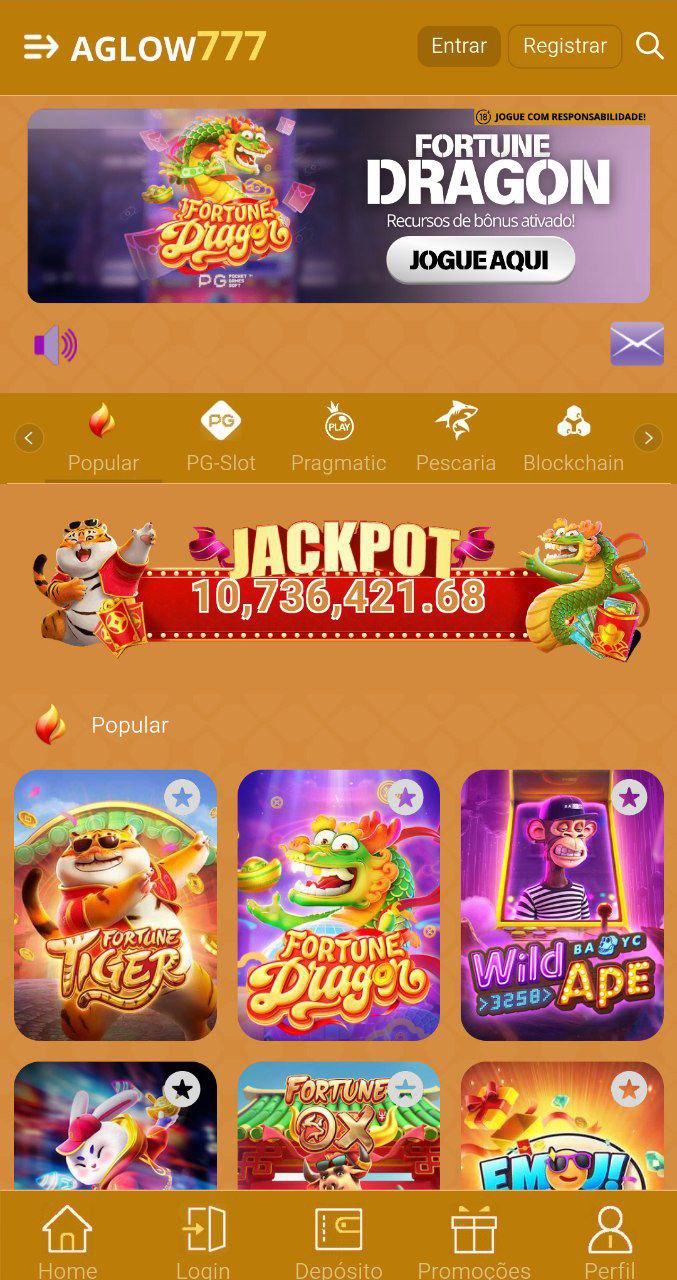 AGLOW777
Entrar
Registrar
18 JOGUE COM RESPONSABILIDADE!
FORTUNE
DRAGON
Recursos de bônus ativado!
JOGUE AQUI
FORTUNE
Dragon
PG POCKET GAMES SOFT
PG
PLAY
Popular
PG-Slot
Pragmatic
Pescaria
Blockchain
JACKPOT
10,736,421.68
Popular
FORTUNE
TIGER
FORTUNE
Dragon
BAYC
Wild
>3258>
APE
FORTUNE
OX
EMOJI
Home
Login
Depósito
Promoções
Perfil